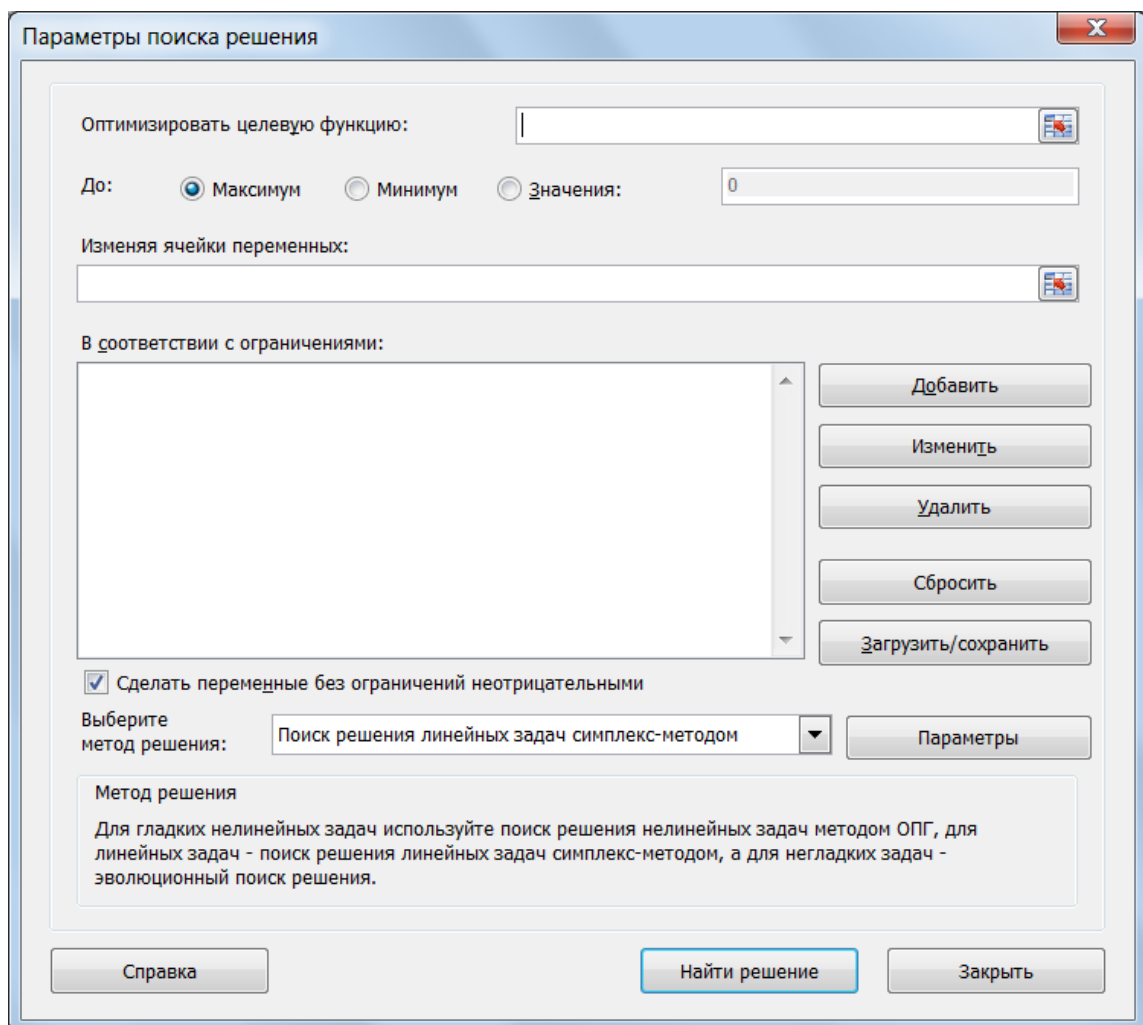 Параметры поиска решения
X
Оптимизировать целевую функцию:
До: Максимум Минимум Значения: 0
Изменяя ячейки переменных:
В соответствии с ограничениями:
Добавить
Изменить
Удалить
Сбросить
Загрузить/сохранить
Сделать переменные без ограничений неотрицательными
Выберите
метод решения:
Поиск решения линейных задач симплекс-методом
Параметры
Метод решения
Для гладких нелинейных задач используйте поиск решения нелинейных задач методом ОПГ, для
линейных задач - поиск решения линейных задач симплекс-методом, а для негладких задач -
эволюционный поиск решения.
Справка Найти решение Закрыть